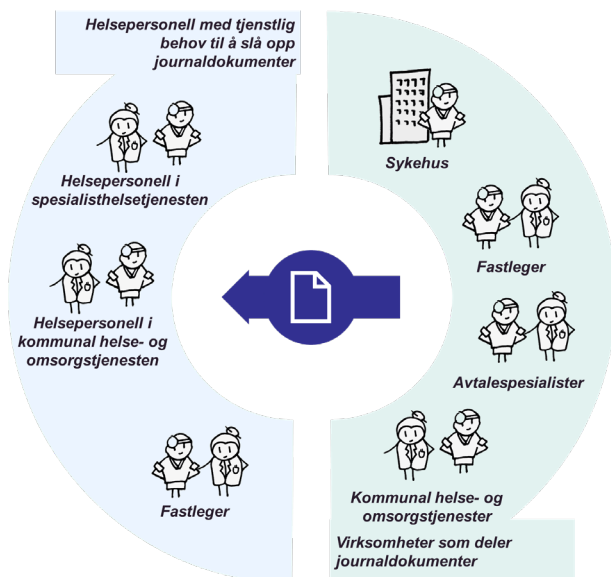 Helsepersonell med tjenstlig
behov til å slå opp
journaldokumenter
Helsepersonell i
spesialisthelsetjenesten
Helsepersonell i
kommunal helse- og
omsorgstjenesten
Fastleger
Sykehus
Fastleger
Avtalespesialister
Kommunal helse- og
omsorgstjenester
Virksomheter som deler
journaldokumenter